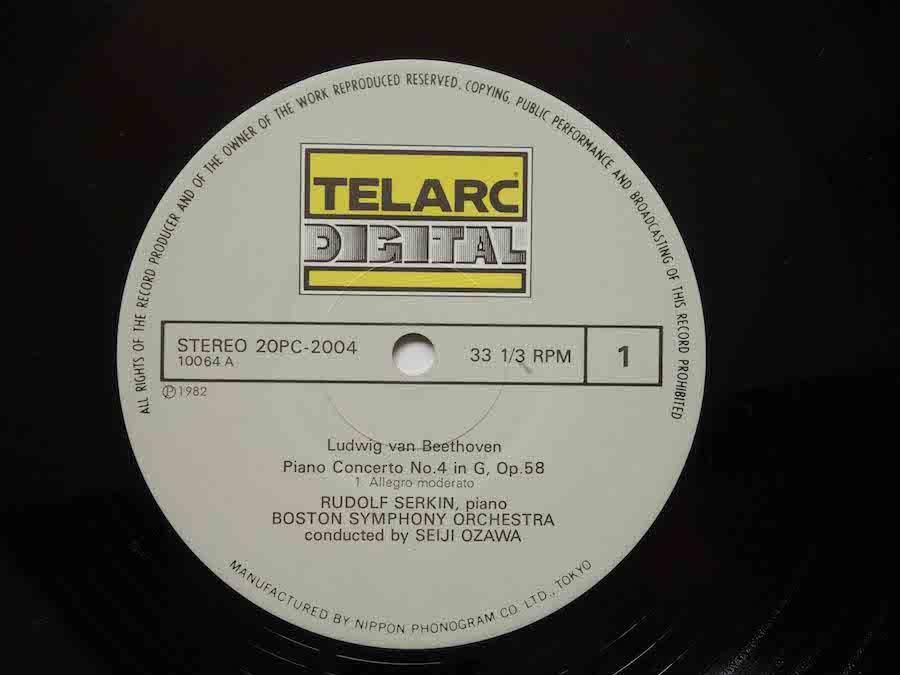 ALL RIGHTS OF THE RECORD PRODUCER AND OF THE OWNER OF THE WORK REPRODUCED RESERVED. COPYING, PUBLIC PERFORMANCE AND BROADCASTING OF THIS RECORD PROHIBITED
TELARC®
DIGITAL
STEREO 20PC-2004
10064 A
33 1/3 RPM
1
Ⓟ1982
Ludwig van Beethoven
Piano Concerto No.4 in G, Op.58
1 Allegro moderato
RUDOLF SERKIN, piano
BOSTON SYMPHONY ORCHESTRA
conducted by SEIJI OZAWA
MANUFACTURED BY NIPPON PHONOGRAM CO. LTD., TOKYO